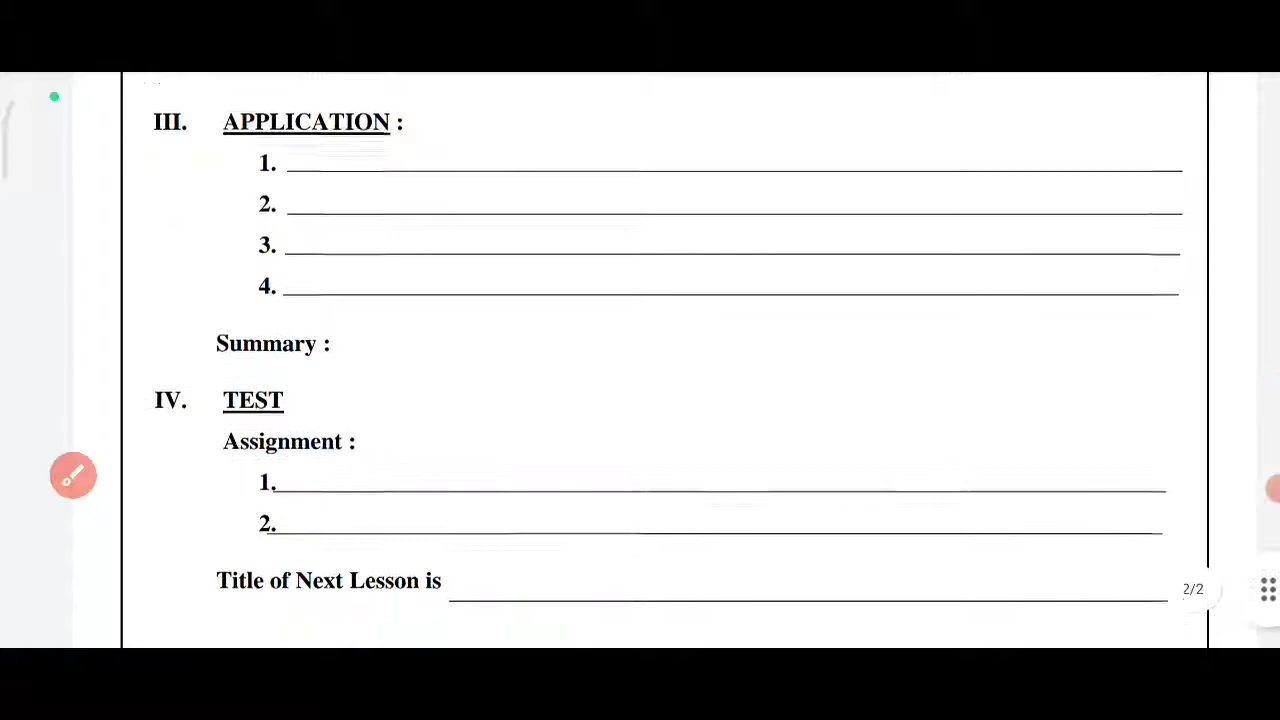 III. APPLICATION :
1.
2.
3.
4.
Summary :
IV. TEST
Assignment :
1.
2.
Title of Next Lesson is
2/2